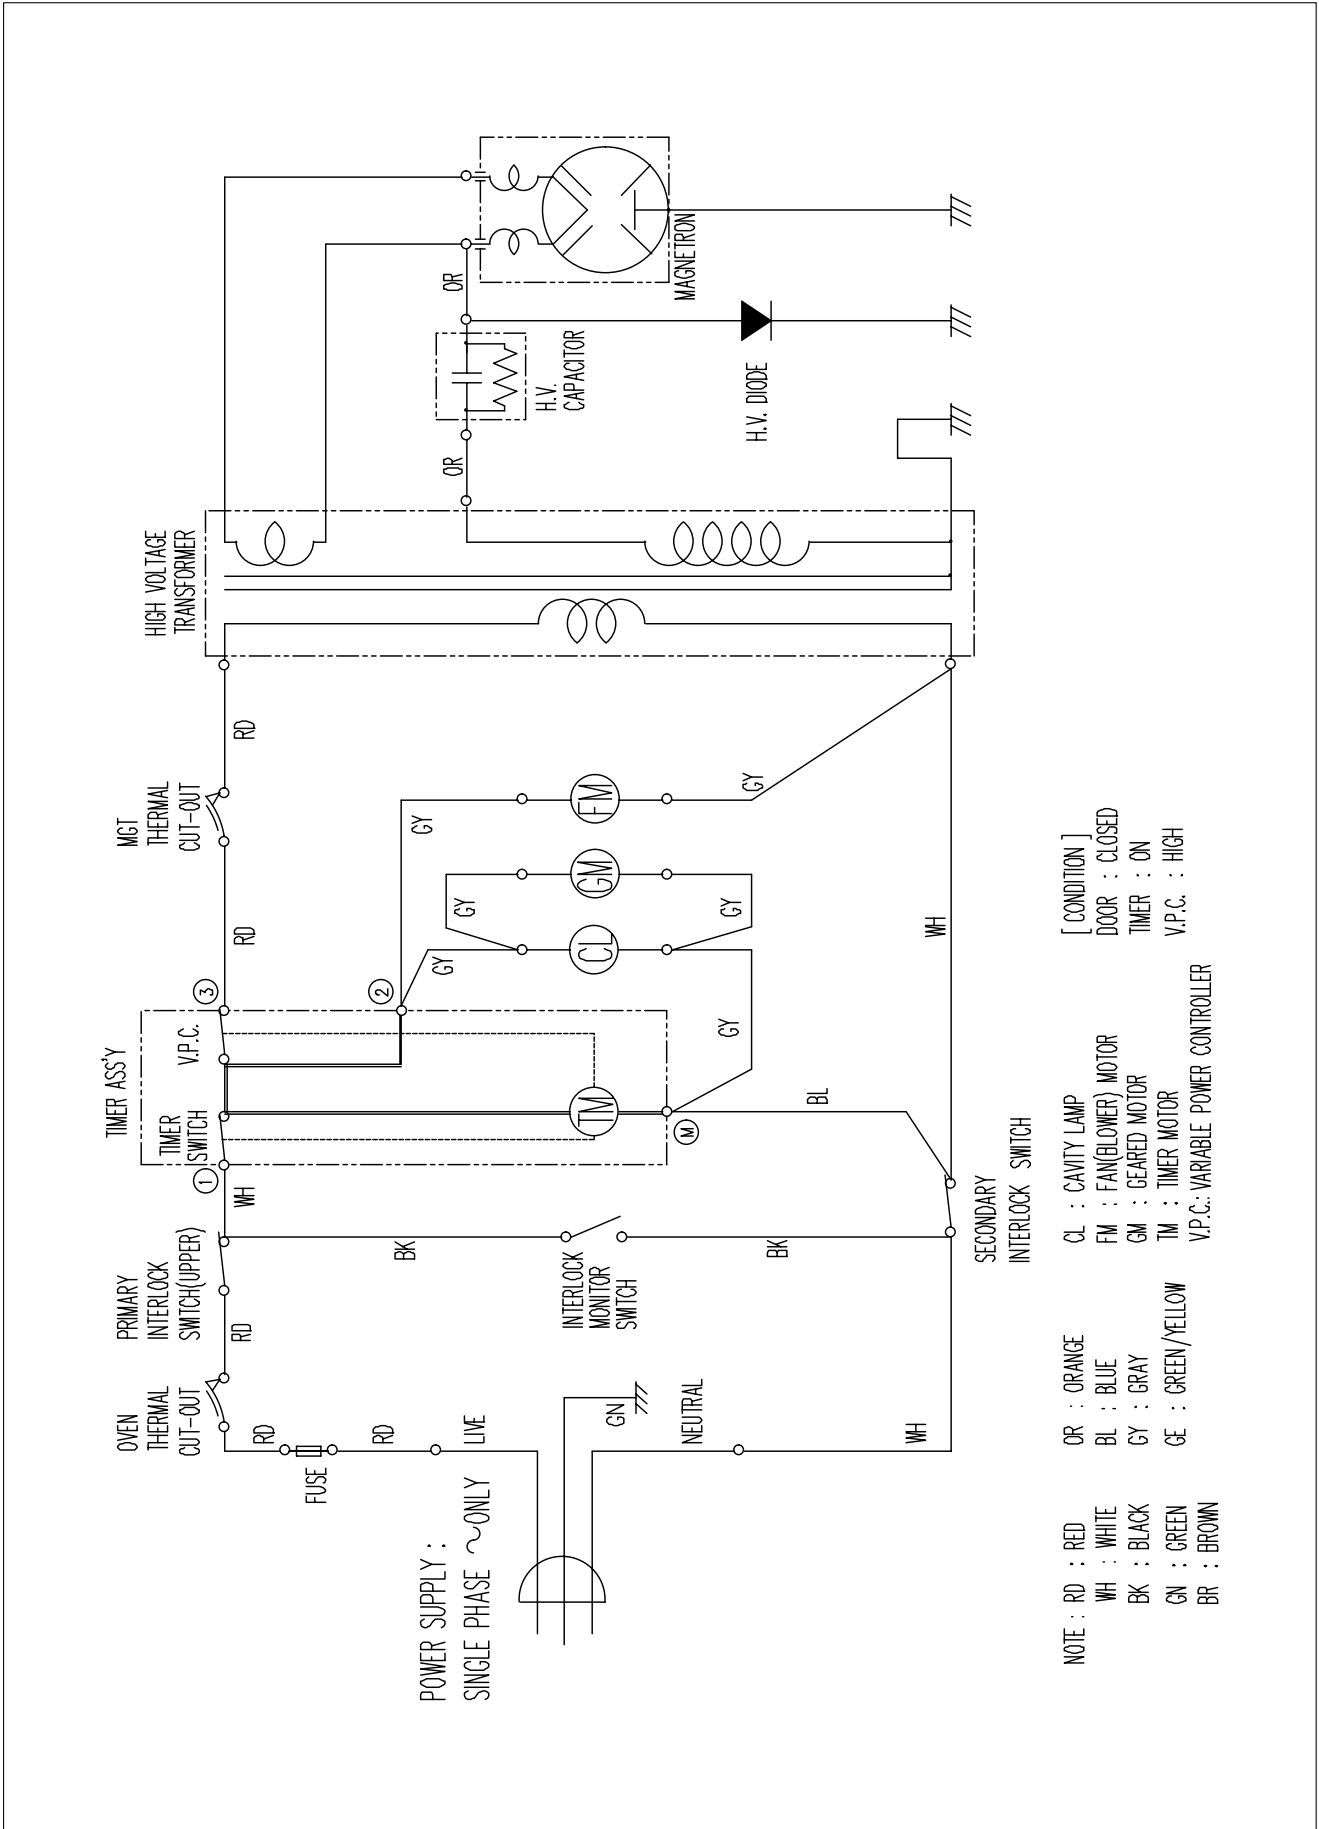 OVEN
THERMAL
CUT-OUT
PRIMARY
INTERLOCK
SWITCH(UPPER)
TIMER ASS'Y
TIMER
SWITCH
V.P.C.
MGT
THERMAL
CUT-OUT
HIGH VOLTAGE
TRANSFORMER
RD
WH
1
3
RD
RD
RD
FUSE
RD
LIVE
POWER SUPPLY :
SINGLE PHASE ~ ONLY
GN
NEUTRAL
WH
BK
INTERLOCK
MONITOR
SWITCH
BK
2
TM
M
BL
GY
GY
GY
GY
GY
GY
CL
GM
FM
WH
SECONDARY
INTERLOCK SWITCH
OR
H.V.
CAPACITOR
OR
H.V. DIODE
MAGNETRON
NOTE : RD : RED
WH : WHITE
BK : BLACK
GN : GREEN
BR : BROWN
OR : ORANGE
BL : BLUE
GY : GRAY
GE : GREEN/YELLOW
CL : CAVITY LAMP
FM : FAN(BLOWER) MOTOR
GM : GEARED MOTOR
TM : TIMER MOTOR
V.P.C.: VARIABLE POWER CONTROLLER
[ CONDITION ]
DOOR : CLOSED
TIMER : ON
V.P.C. : HIGH